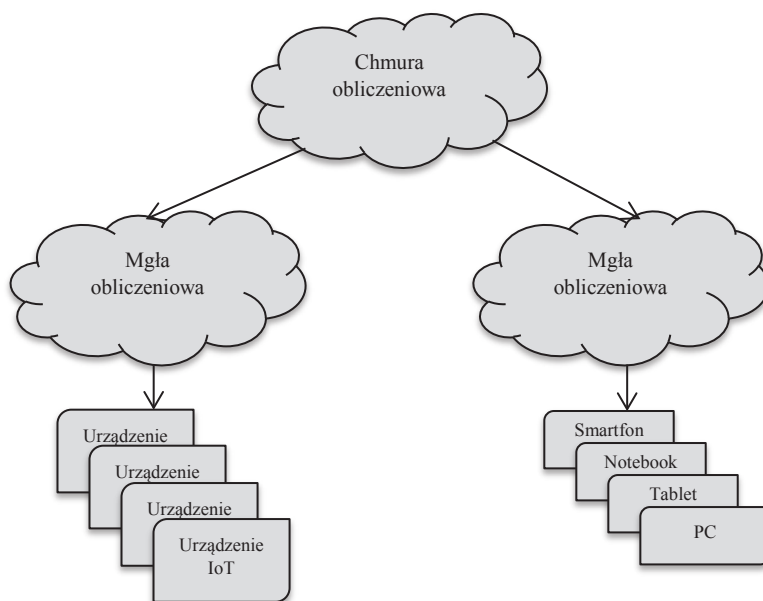 Chmura
obliczeniowa
Mgła
obliczeniowa
Mgła
obliczeniowa
Urządzenie
Urządzenie
Urządzenie
Urządzenie
IoT
Smartfon
Notebook
Tablet
PC